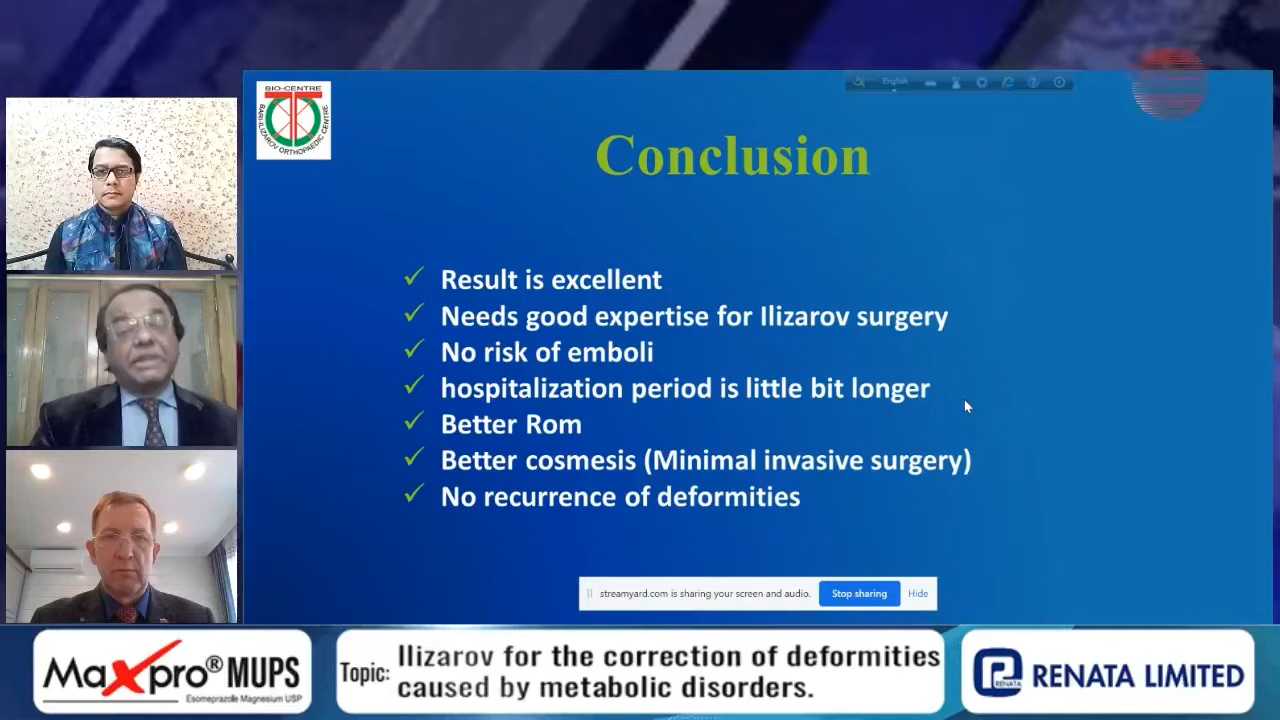 BIO-CENTRE
BARI-ILIZAROV ORTHOPAEDIC CENTRE
English
Conclusion
✓ Result is excellent
✓ Needs good expertise for Ilizarov surgery
✓ No risk of emboli
✓ hospitalization period is little bit longer
✓ Better Rom
✓ Better cosmesis (Minimal invasive surgery)
✓ No recurrence of deformities
streamyard.com is sharing your screen and audio. Stop sharing Hide
Maxpro® MUPS
Esomeprazole Magnesium USP
Topic: Ilizarov for the correction of deformities
caused by metabolic disorders.
RENATA
RENATA LIMITED